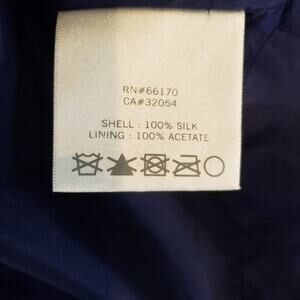 RN#66170
CA#32054
SHELL : 100% SILK
LINING : 100% ACETATE